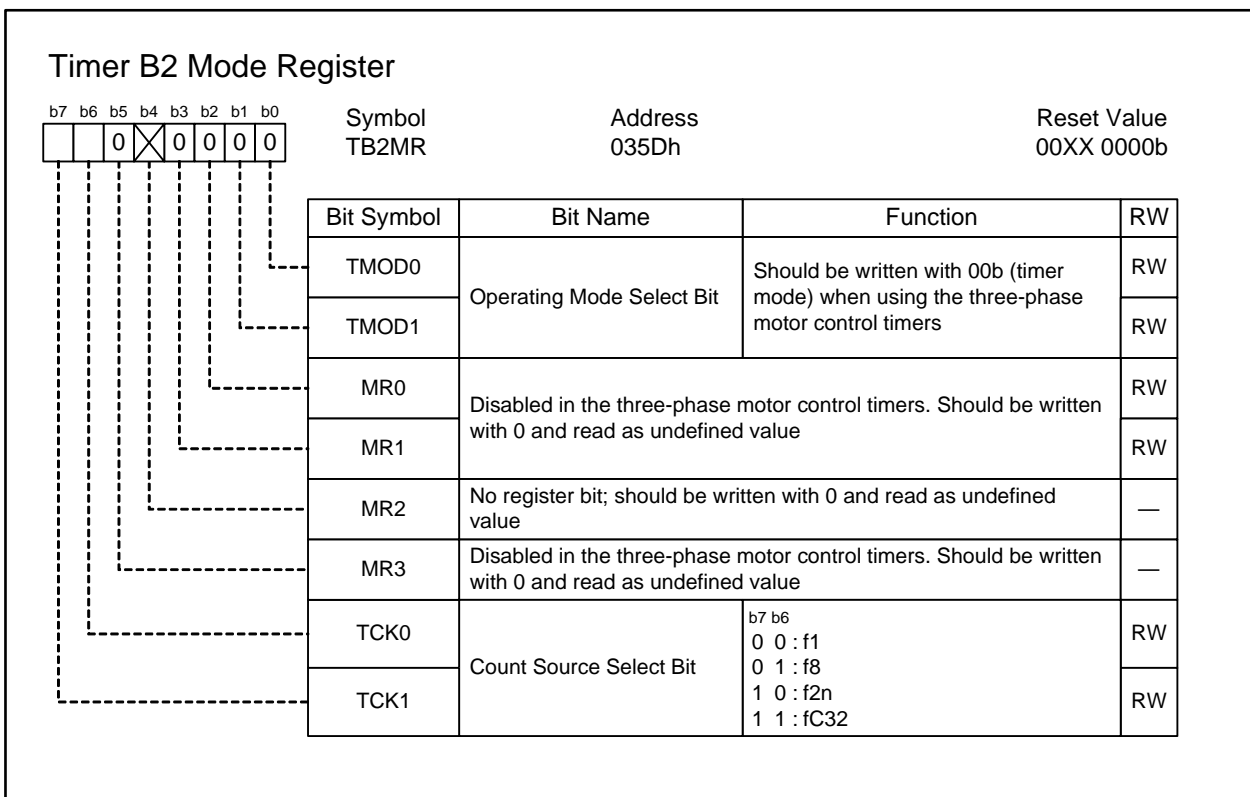 Timer B2 Mode Register
b7 b6 b5 b4 b3 b2 b1 b0
0 0 0 0 0
Symbol Address Reset Value
TB2MR 035Dh 00XX 0000b
Bit Symbol Bit Name Function RW
TMOD0 RW
TMOD1 RW
Operating Mode Select Bit
Should be written with 00b (timer
mode) when using the three-phase
motor control timers
MR0 RW
MR1 RW
Disabled in the three-phase motor control timers. Should be written
with 0 and read as undefined value
MR2 —
No register bit; should be written with 0 and read as undefined
value
MR3 —
Disabled in the three-phase motor control timers. Should be written
with 0 and read as undefined value
TCK0 RW
TCK1 RW
Count Source Select Bit
b7 b6
0 0 : f1
0 1 : f8
1 0 : f2n
1 1 : fC32